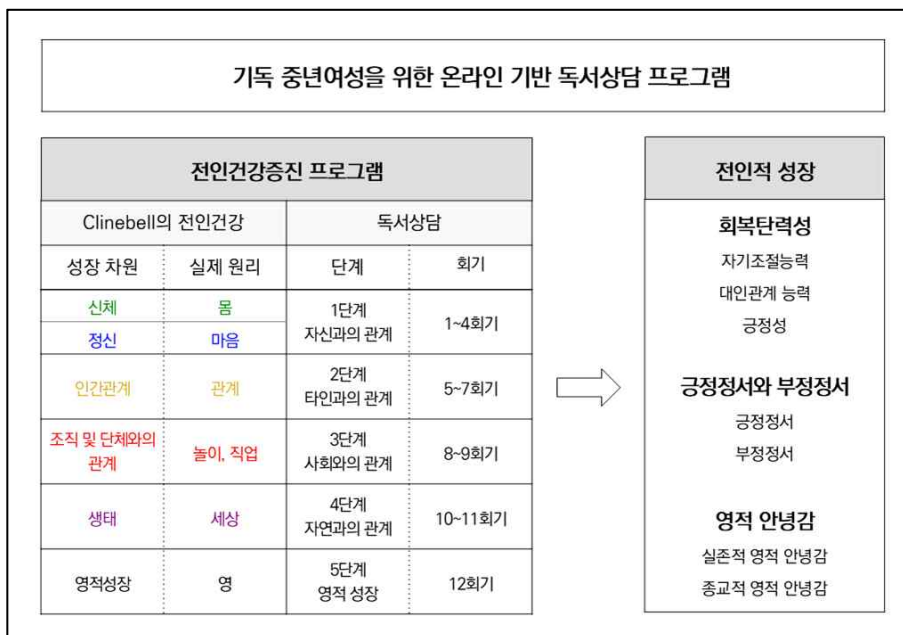 기독 중년여성을 위한 온라인 기반 독서상담 프로그램
전인건강증진 프로그램
Clinebell의 전인건강
독서상담
성장 차원
실제 원리
단계
회기
신체
몸
정신
마음
1단계
자신과의 관계
1~4회기
인간관계
관계
2단계
타인과의 관계
5~7회기
조직 및 단체와의
관계
놀이, 직업
3단계
사회와의 관계
8~9회기
생태
세상
4단계
자연과의 관계
10~11회기
영적성장
영
5단계
영적 성장
12회기
전인적 성장
회복탄력성
자기조절능력
대인관계 능력
긍정성
긍정정서와 부정정서
긍정정서
부정정서
영적 안녕감
실존적 영적 안녕감
종교적 영적 안녕감